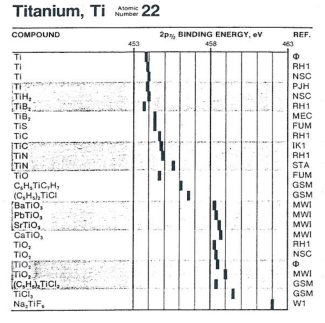 Titanium, Ti Atomic Number 22
COMPOUND 2p₃/₂ BINDING ENERGY, eV REF.
453 458 463
Ti Φ
Ti RH1
Ti NSC
Ti PJH
TiH₂ NSC
TiB₂ RH1
TiB₂ MEC
TiS FUM
TiC RH1
TiC IK1
TiN RH1
TiN STA
TiO FUM
C₅H₅TiC₇H₇ GSM
(C₅H₅)₂TiCl GSM
BaTiO₃ MWI
PbTiO₃ MWI
SrTiO₃ MWI
CaTiO₃ MWI
TiO₂ RH1
TiO₂ NSC
TiO₂ Φ
TiO₂ MWI
(C₅H₅)₂TiCl₂ GSM
TiCl₃ GSM
Na₂TiF₆ W1